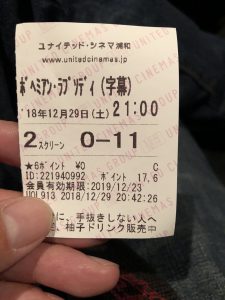 ユナイテッド・シネマ浦和
www.unitedcinemas.jp
ボヘミアン・ラプソディ (字幕)
'18年12月29日(土) 21:00
2スクリーン O-11
★6ポイント ¥0 C
ID:221940992 ポイント 17.6
会員有効期限:2019/12/23
U01 913 2018/12/29 20:42:26
に、手抜きしない人へ
柚子ドリンク販売中